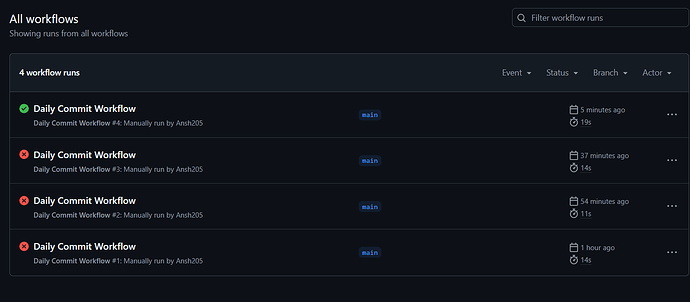 All workflows
Showing runs from all workflows
Filter workflow runs
4 workflow runs
Event Status Branch Actor
Daily Commit Workflow
Daily Commit Workflow #4: Manually run by Ansh205
main
5 minutes ago
19s
Daily Commit Workflow
Daily Commit Workflow #3: Manually run by Ansh205
main
37 minutes ago
14s
Daily Commit Workflow
Daily Commit Workflow #2: Manually run by Ansh205
main
54 minutes ago
11s
Daily Commit Workflow
Daily Commit Workflow #1: Manually run by Ansh205
main
1 hour ago
14s